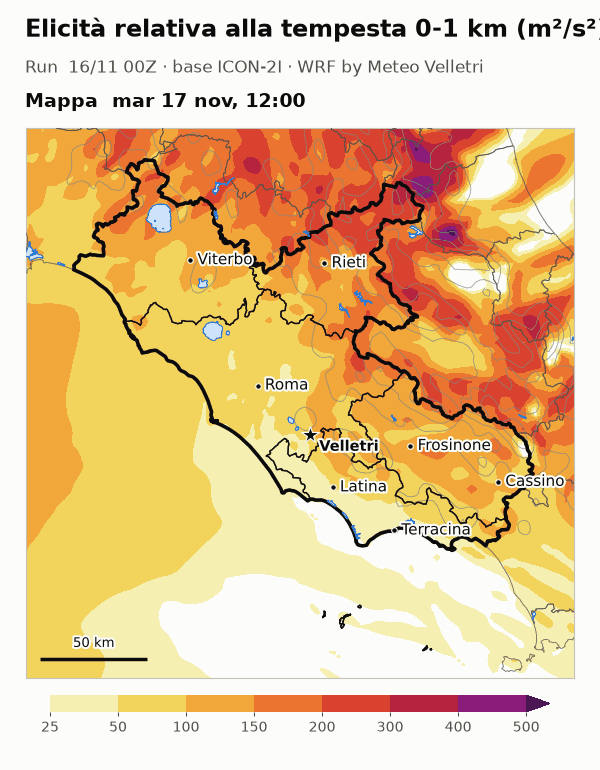 Elicità relativa alla tempesta 0-1 km (m²/s²)
Run 16/11 00Z · base ICON-2I · WRF by Meteo Velletri
Mappa mar 17 nov, 12:00
Viterbo
Rieti
Roma
Velletri
Frosinone
Latina
Cassino
Terracina
50 km
25 50 100 150 200 300 400 500